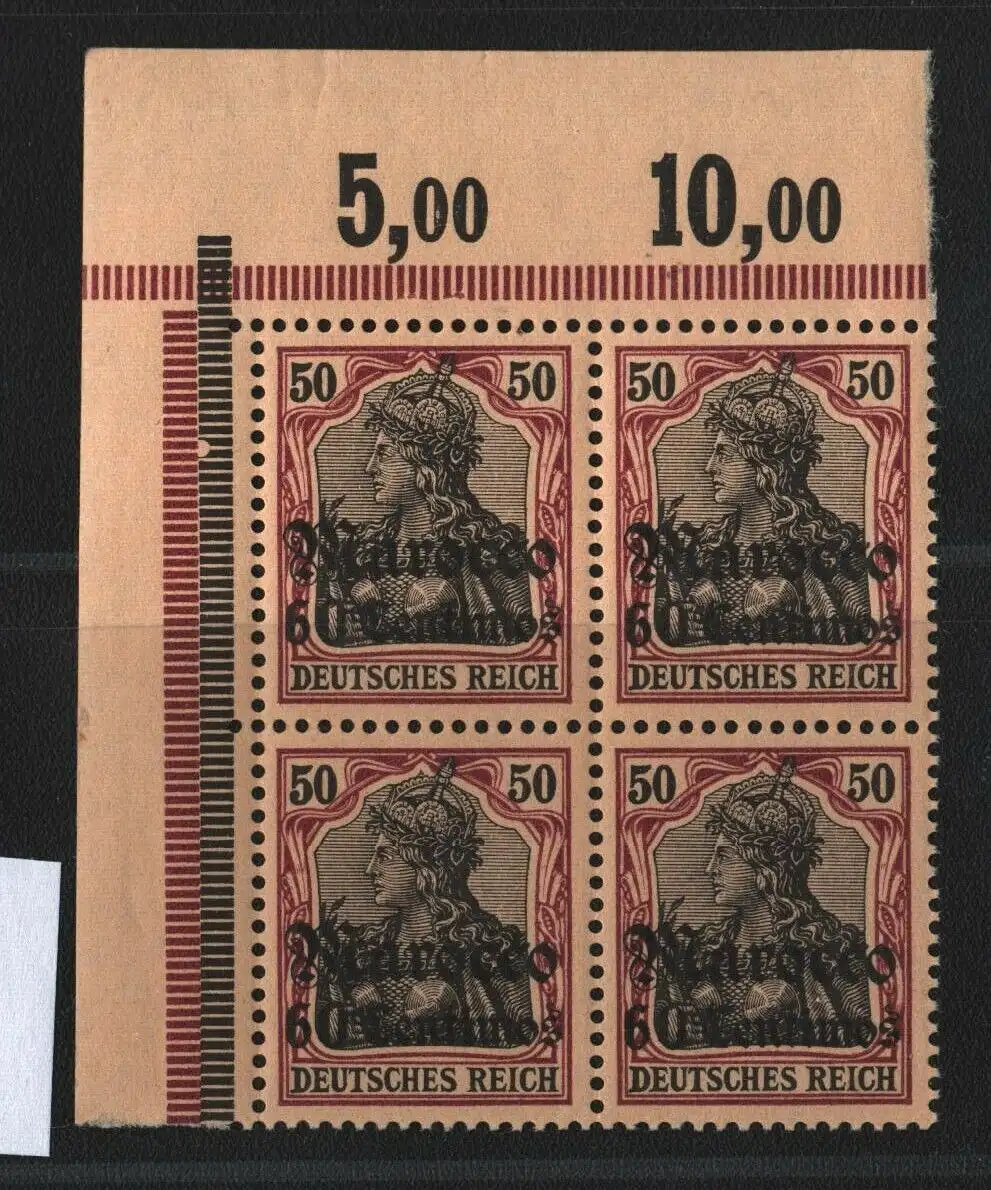 5,00 10,00
50 50 50 50
Marocco Marocco
60 Centimos 60 Centimos
DEUTSCHES REICH DEUTSCHES REICH
50 50 50 50
Marocco Marocco
60 Centimos 60 Centimos
DEUTSCHES REICH DEUTSCHES REICH